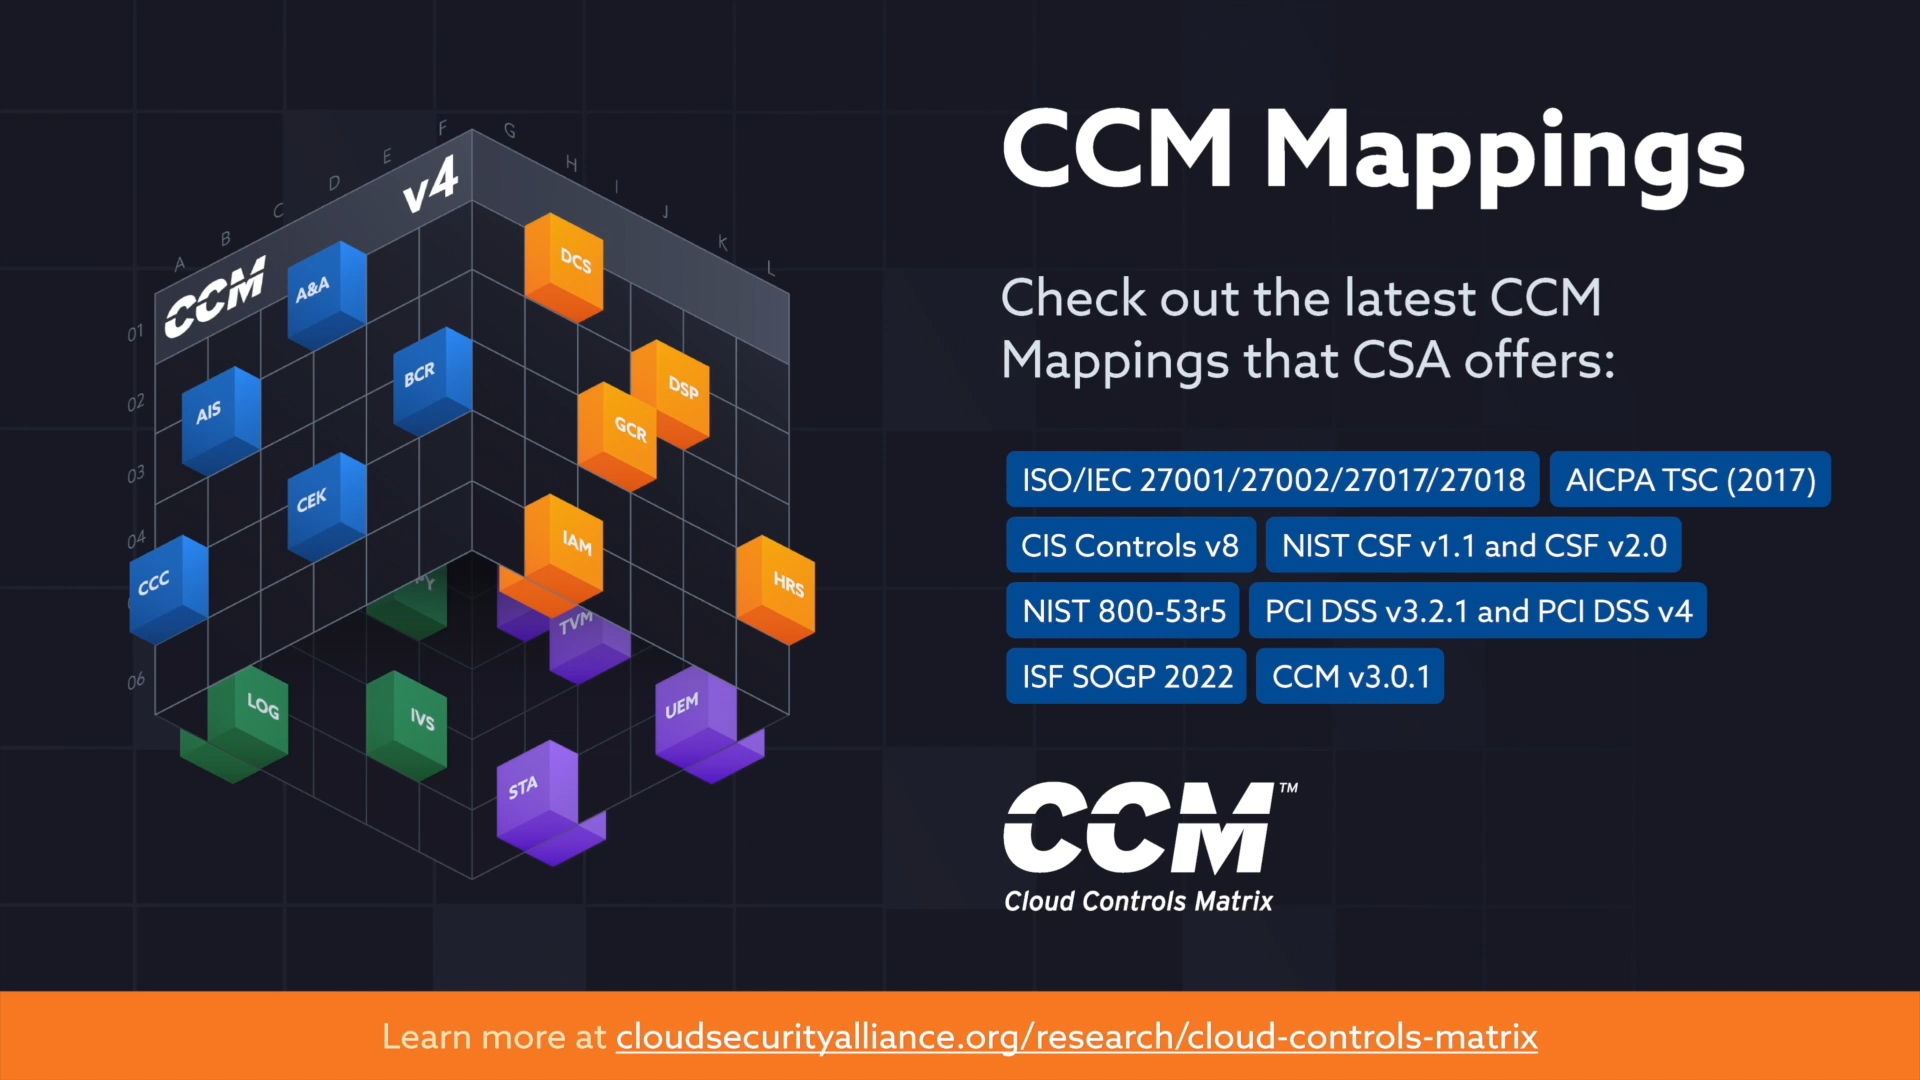 F G
E H
D I
C J
B K
A L
v4
CCM
DCS
A&A
01
BCR
DSP
AIS
02
GCR
03
CEK
IAM
04
CCC
HRS
TVM
06
LOG
IVS
UEM
STA
CCM Mappings
Check out the latest CCM
Mappings that CSA offers:
ISO/IEC 27001/27002/27017/27018 AICPA TSC (2017)
CIS Controls v8 NIST CSF v1.1 and CSF v2.0
NIST 800-53r5 PCI DSS v3.2.1 and PCI DSS v4
ISF SOGP 2022 CCM v3.0.1
CCM™
Cloud Controls Matrix
Learn more at cloudsecurityalliance.org/research/cloud-controls-matrix